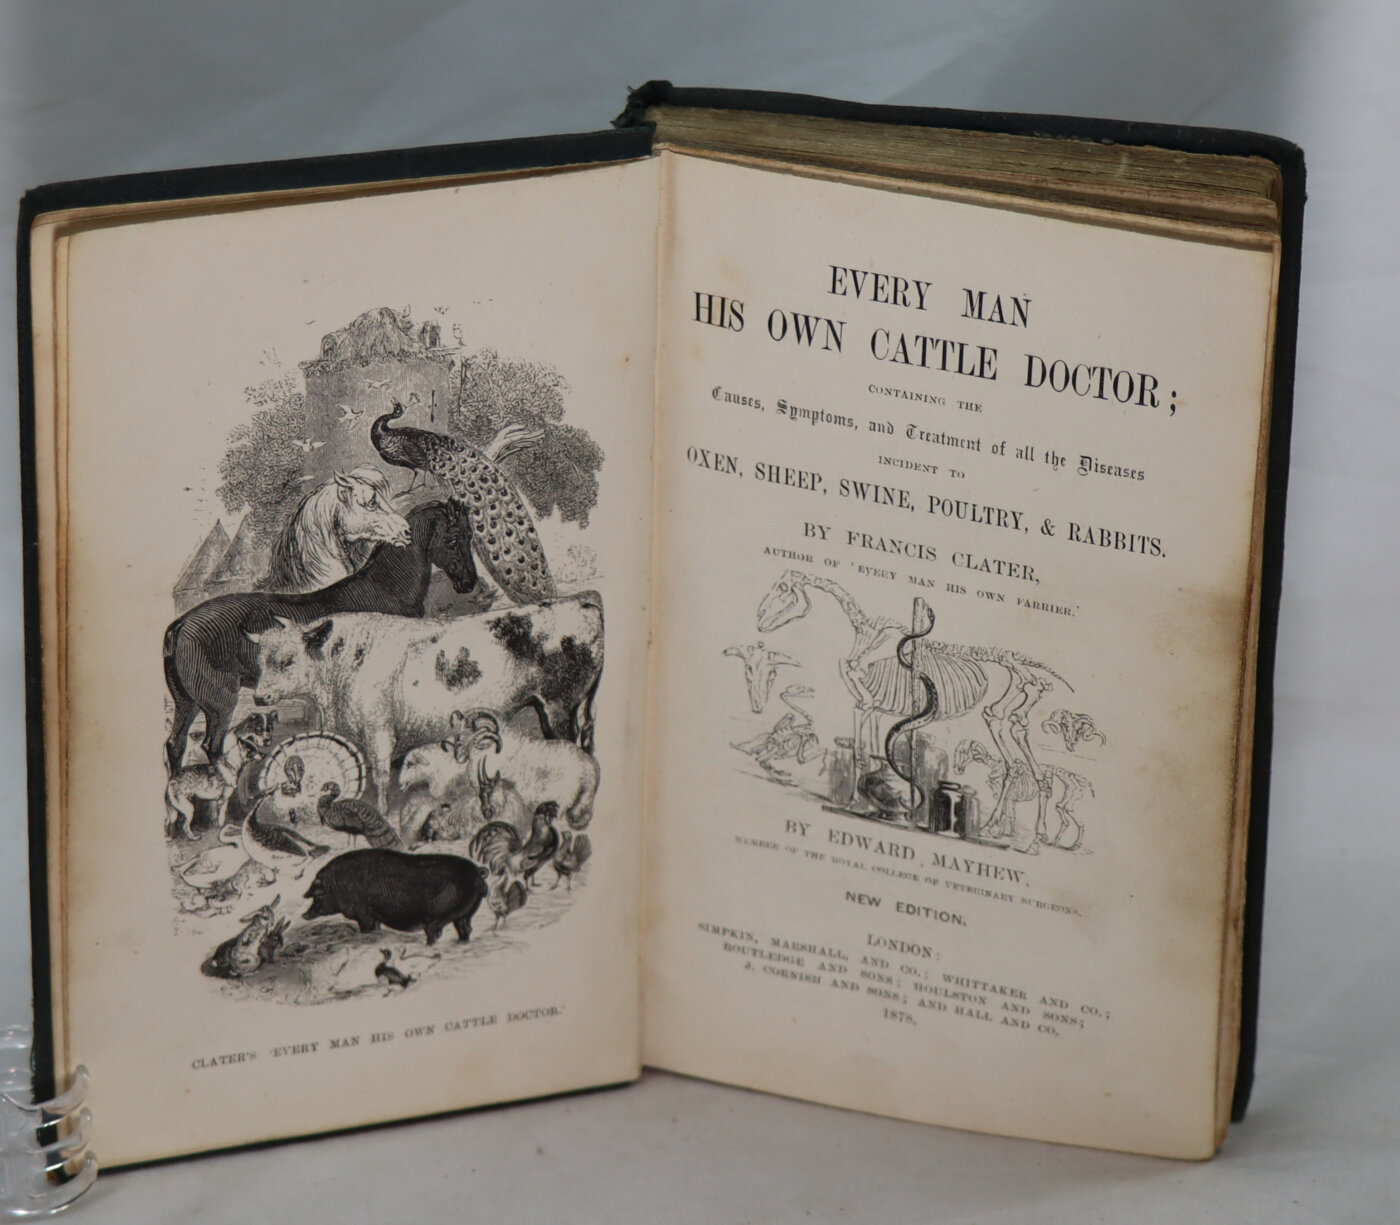 CLATER'S 'EVERY MAN HIS OWN CATTLE DOCTOR.'
EVERY MAN
HIS OWN CATTLE DOCTOR;
CONTAINING THE
Causes, Symptoms, and Treatment of all the Diseases
INCIDENT TO
OXEN, SHEEP, SWINE, POULTRY, & RABBITS.
BY FRANCIS CLATER,
AUTHOR OF 'EVERY MAN HIS OWN FARRIER.'
BY EDWARD MAYHEW,
MEMBER OF THE ROYAL COLLEGE OF VETERINARY SURGEONS.
NEW EDITION.
LONDON:
SIMPKIN, MARSHALL, AND CO.; WHITTAKER AND CO.;
ROUTLEDGE AND SONS; HOULSTON AND SONS;
J. CORNISH AND SONS; AND HALL AND CO.
1878.